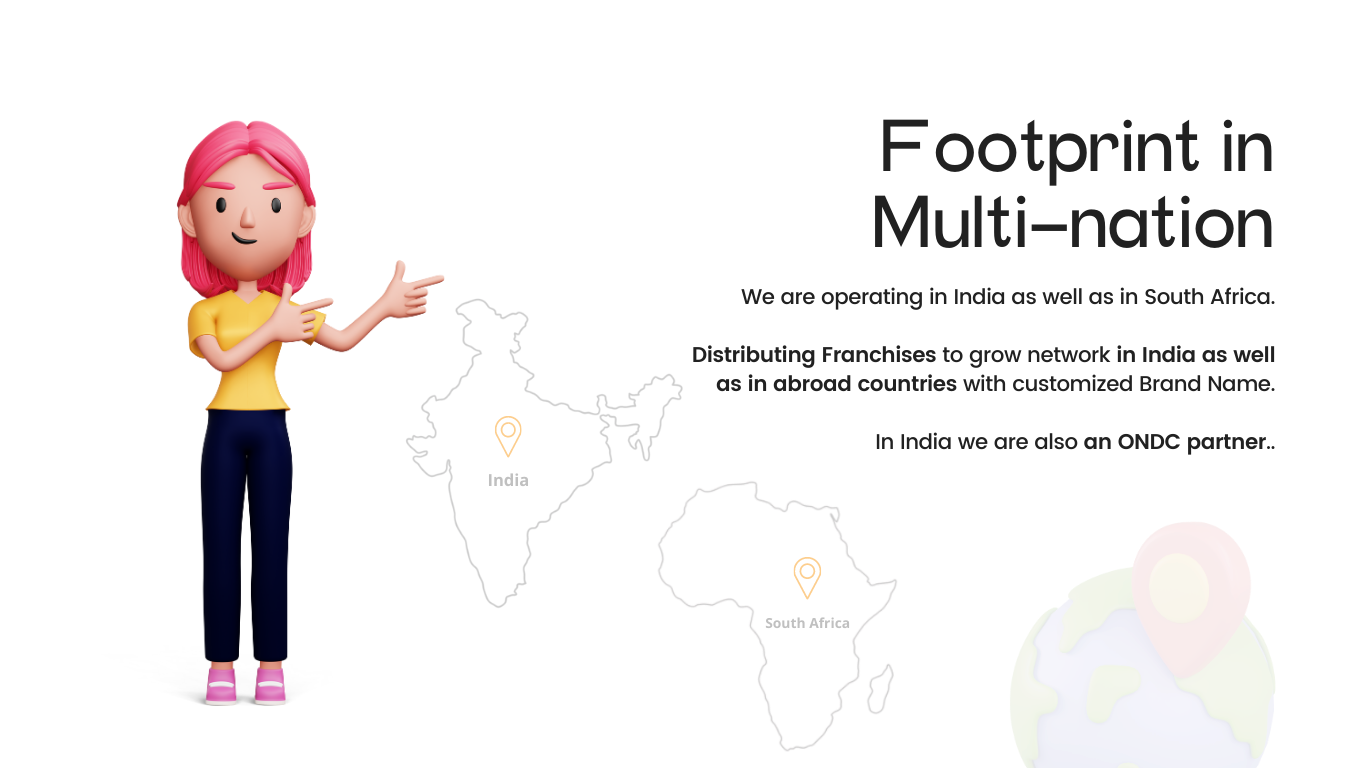 Footprint in
Multi-nation
We are operating in India as well as in South Africa.
Distributing Franchises to grow network in India as well
as in abroad countries with customized Brand Name.
In India we are also an ONDC partner..
India
South Africa